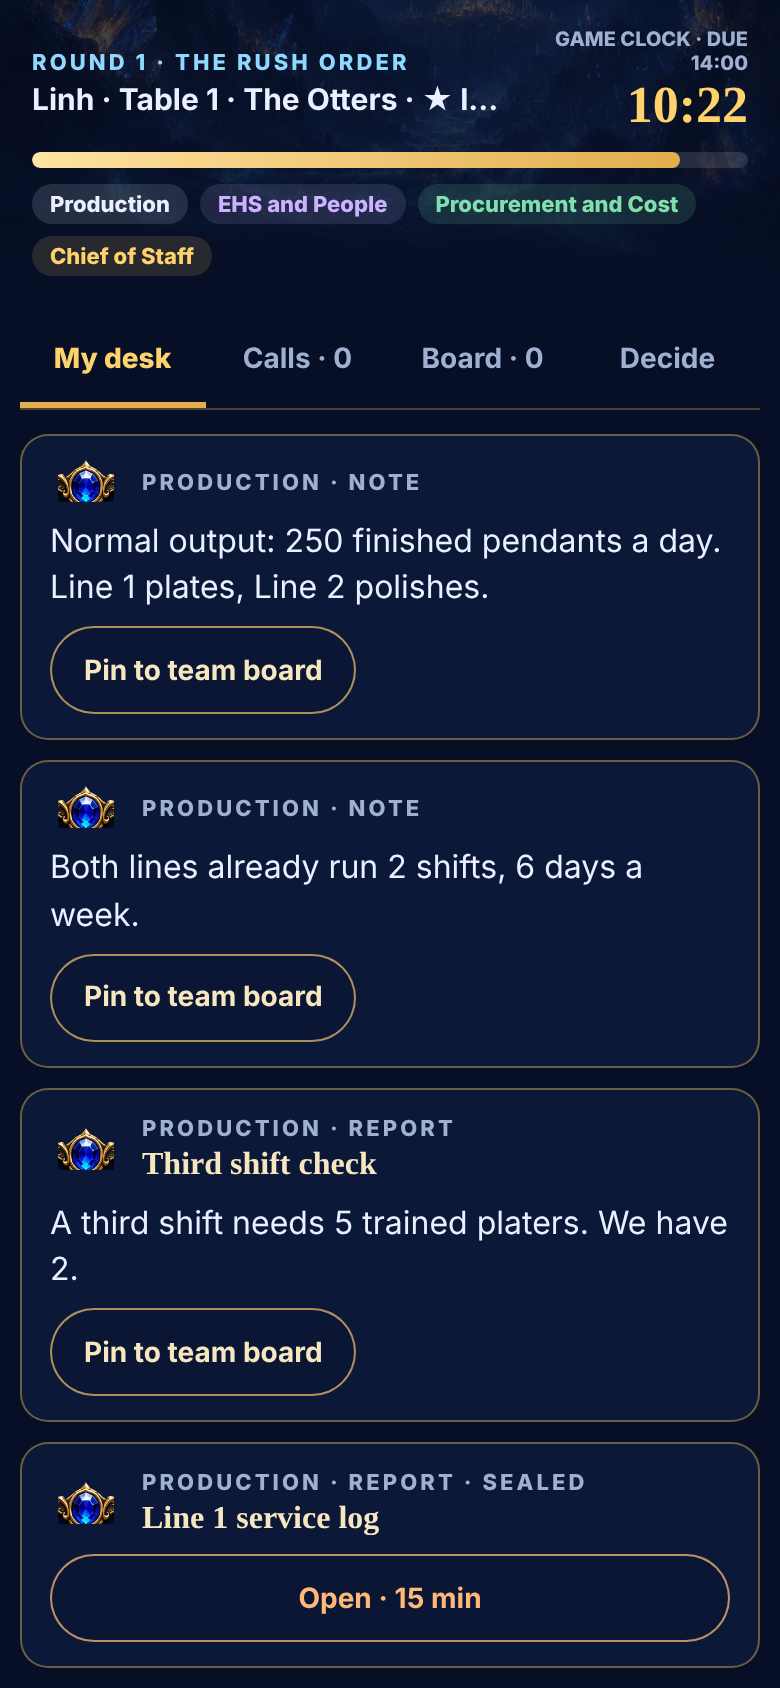 ROUND 1 · THE RUSH ORDER
Linh · Table 1 · The Otters · ★ I...
GAME CLOCK · DUE
14:00
10:22
Production
EHS and People
Procurement and Cost
Chief of Staff
My desk
Calls · 0
Board · 0
Decide
PRODUCTION · NOTE
Normal output: 250 finished pendants a day.
Line 1 plates, Line 2 polishes.
Pin to team board
PRODUCTION · NOTE
Both lines already run 2 shifts, 6 days a
week.
Pin to team board
PRODUCTION · REPORT
Third shift check
A third shift needs 5 trained platers. We have
2.
Pin to team board
PRODUCTION · REPORT · SEALED
Line 1 service log
Open · 15 min